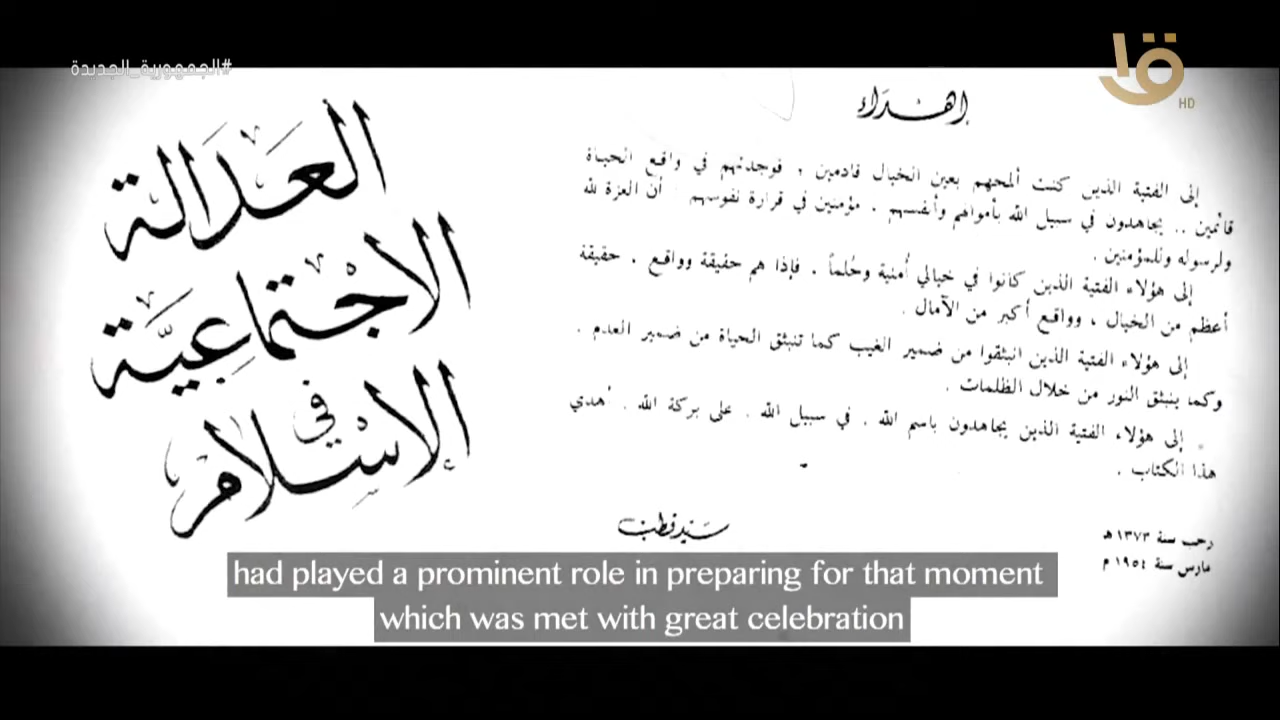 #الجمهورية_الجديدة
HD
العدالة
الاجتماعية
في
الإسلام
إهداء
إلى الفتية الذين كنت ألمحهم بعين الخيال قادمين ، فوجدتهم في واقع الحياة
قائمين .. يجاهدون في سبيل الله بأموالهم وأنفسهم . مؤمنين في قرارة نفوسهم أن العزة لله
ولرسوله وللمؤمنين .
إلى هؤلاء الفتية الذين كانوا في خيالي أمنية وحُلماً . فإذا هم حقيقة وواقع . حقيقة
أعظم من الخيال ، وواقع أكبر من الآمال .
إلى هؤلاء الفتية الذين انبثقوا من ضمير الغيب كما تنبثق الحياة من ضمير العدم .
وكما ينبثق النور من خلال الظلمات .
إلى هؤلاء الفتية الذين يجاهدون باسم الله . في سبيل الله . على بركة الله . أهدي
هذا الكتاب .
سيد قطب
رجب سنة ١٣٧٣ هـ
مارس سنة ١٩٥٤ م
had played a prominent role in preparing for that moment
which was met with great celebration